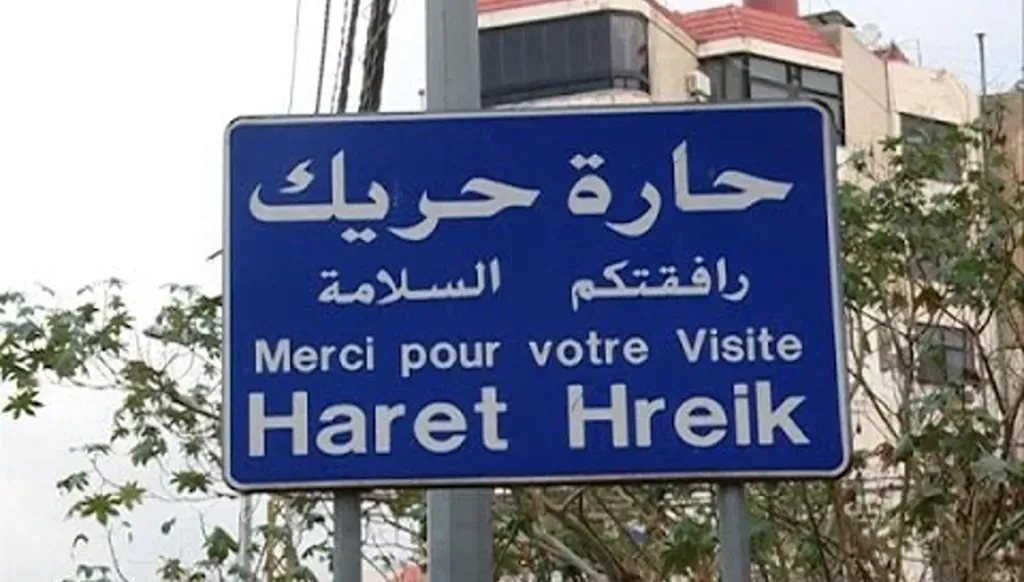 حارة حريك
رافقتكم السلامة
Merci pour votre Visite
Haret Hreik